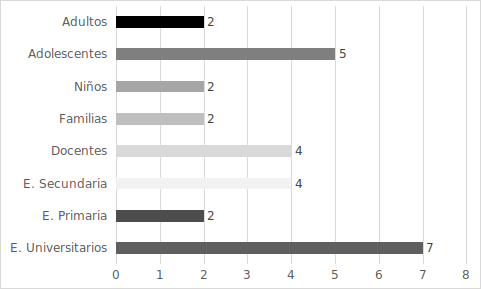 Adultos 2
Adolescentes 5
Niños 2
Familias 2
Docentes 4
E. Secundaria 4
E. Primaria 2
E. Universitarios 7
0 1 2 3 4 5 6 7 8